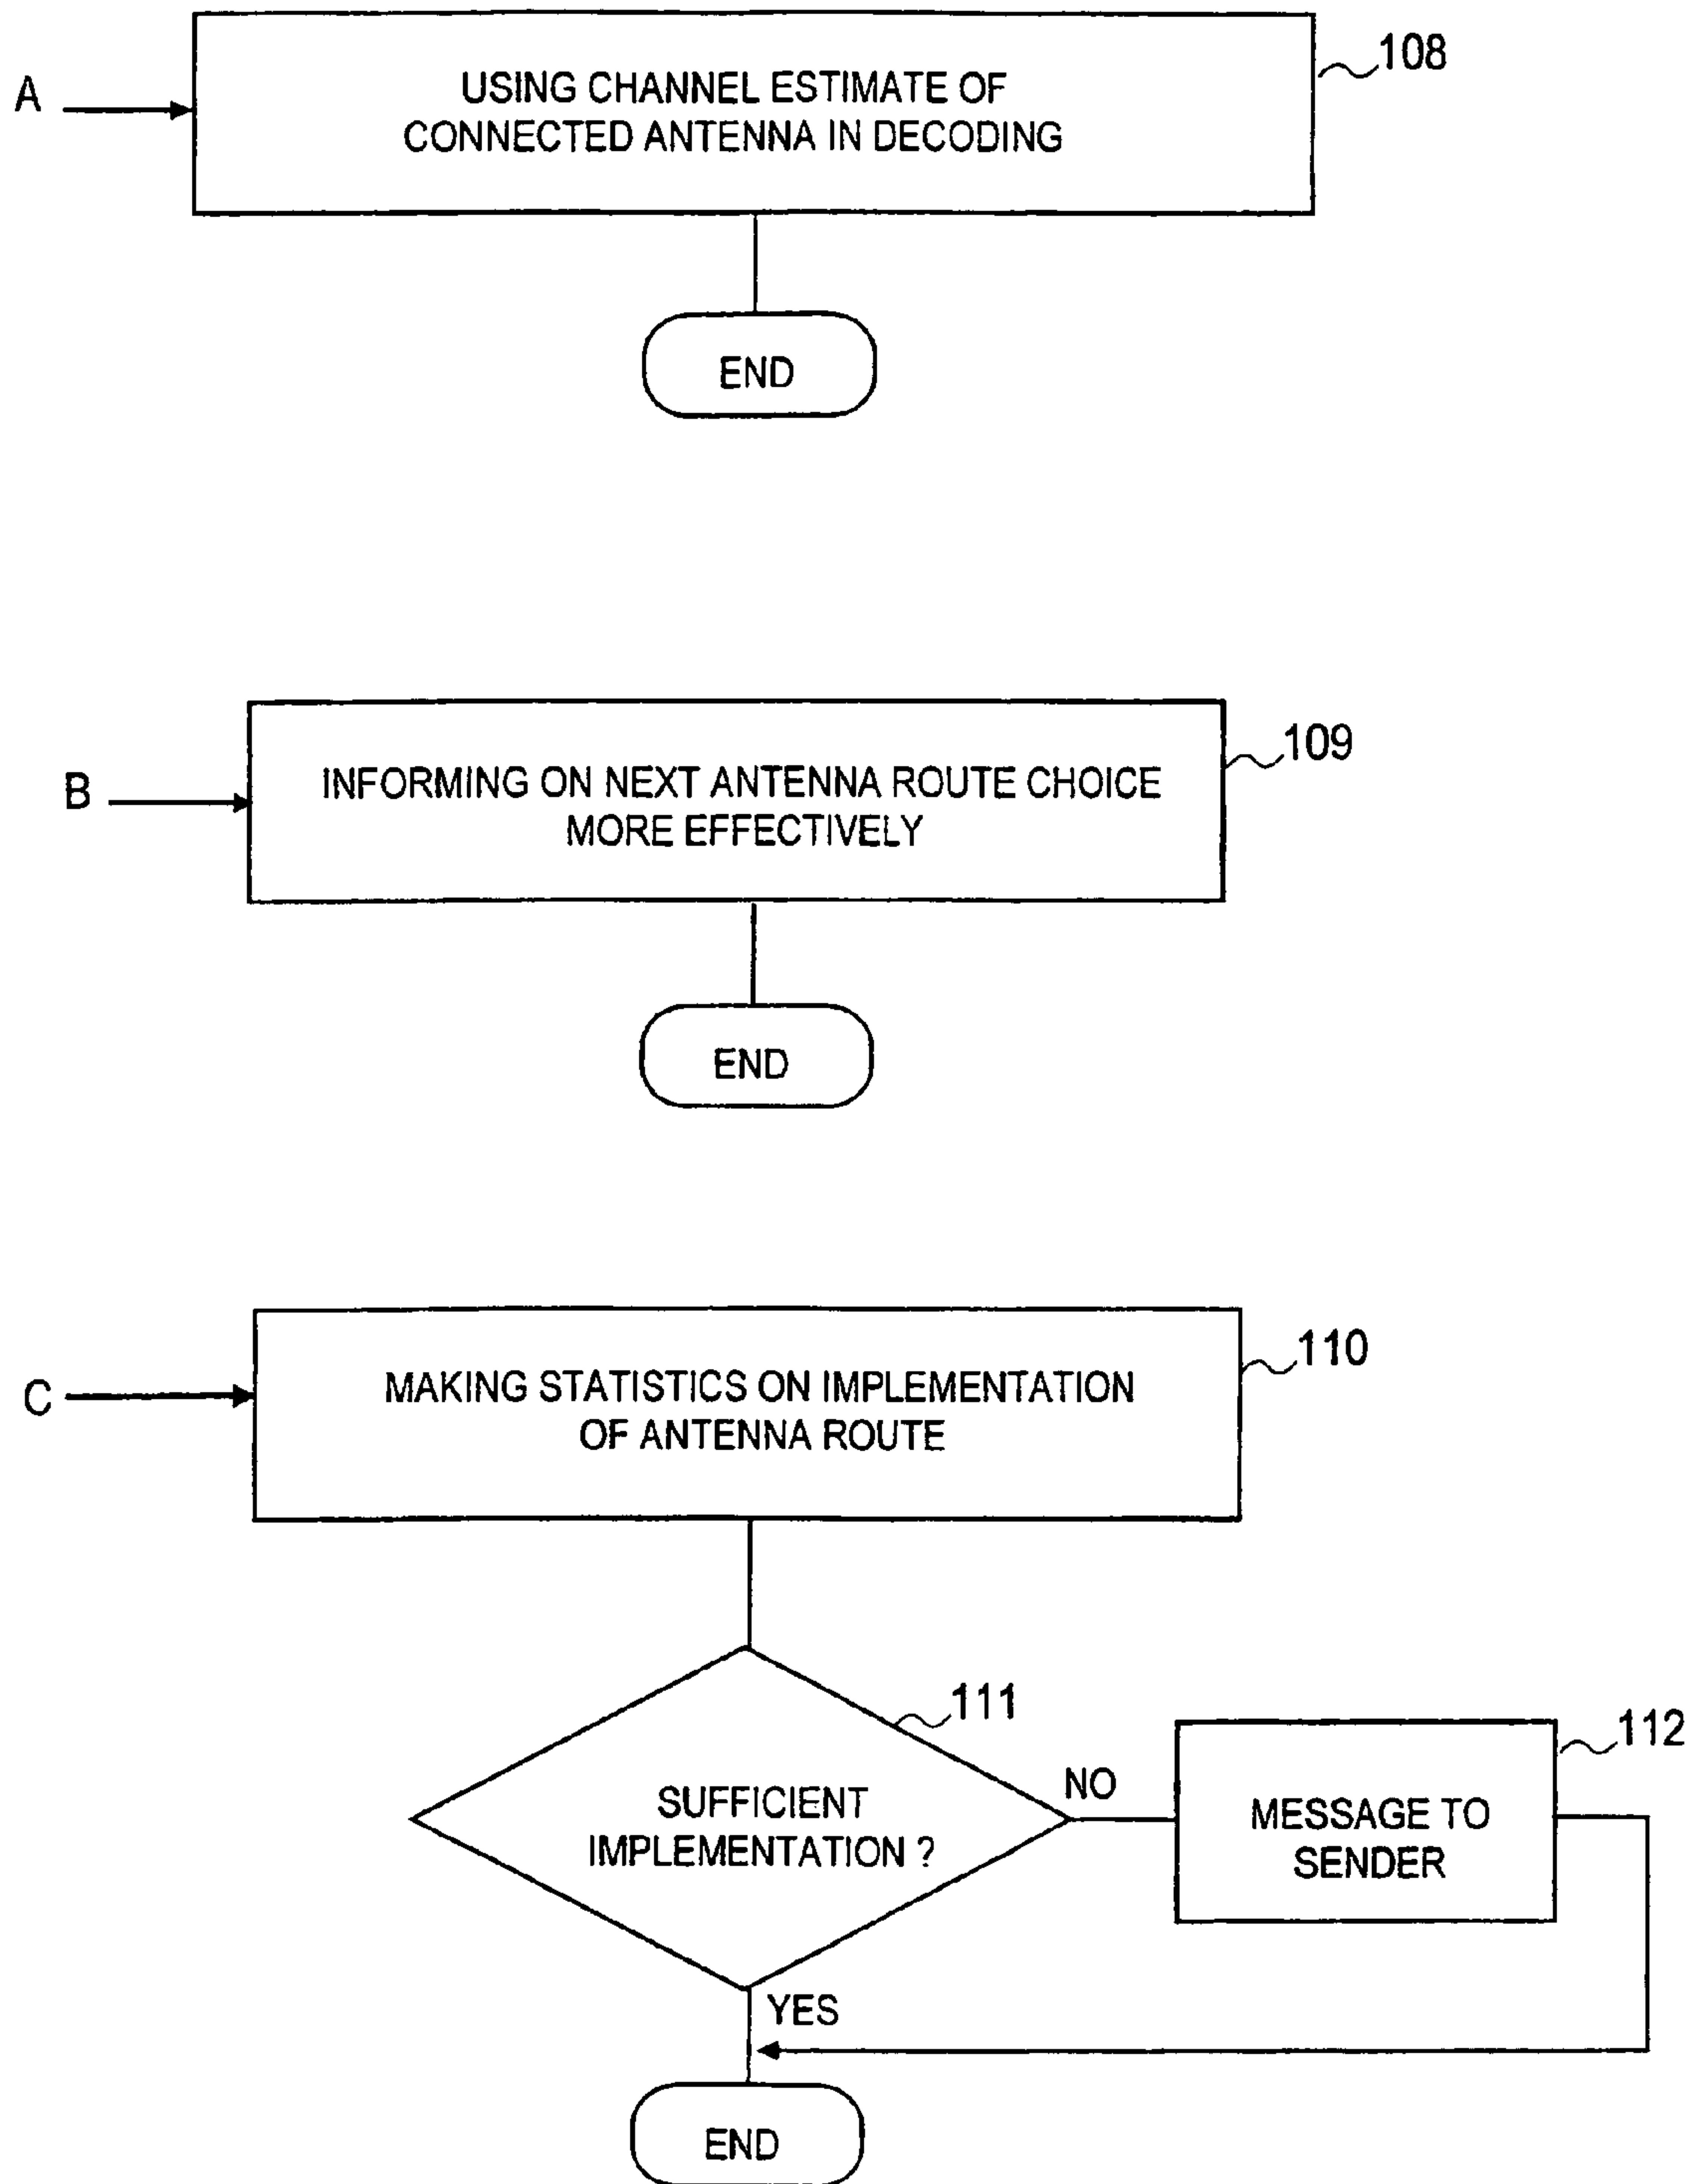 108
A
USING CHANNEL ESTIMATE OF
CONNECTED ANTENNA IN DECODING
END
109
B
INFORMING ON NEXT ANTENNA ROUTE CHOICE
MORE EFFECTIVELY
END
110
C
MAKING STATISTICS ON IMPLEMENTATION
OF ANTENNA ROUTE
111
112
NO
SUFFICIENT
IMPLEMENTATION ?
MESSAGE TO
SENDER
YES
END